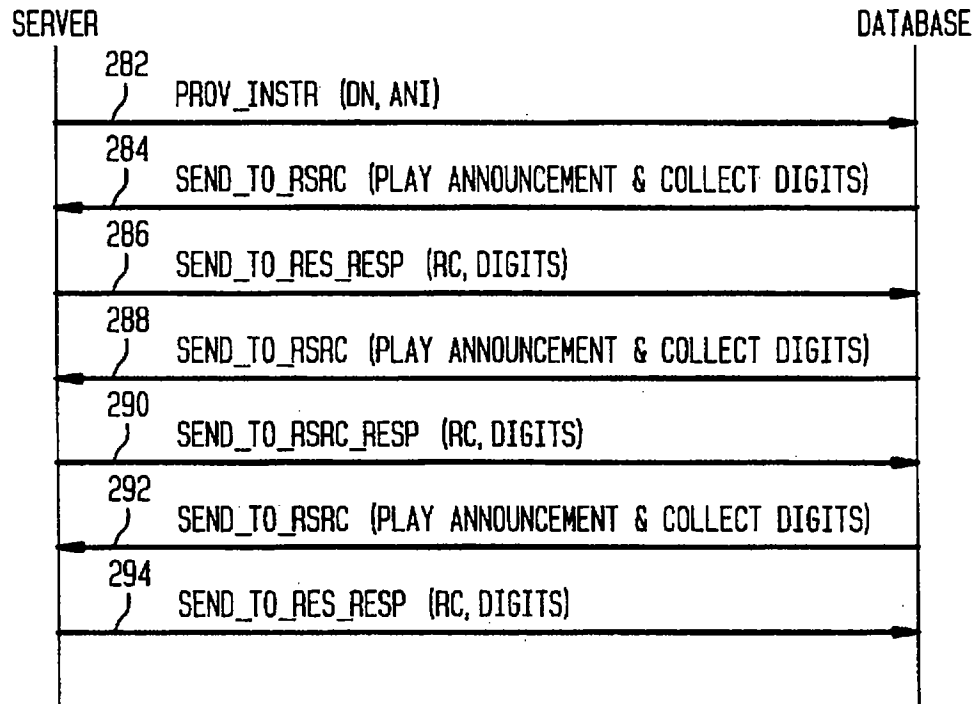 SERVER DATABASE
282
PROV_INSTR (DN, ANI)
284
SEND_TO_RSRC (PLAY ANNOUNCEMENT & COLLECT DIGITS)
286
SEND_TO_RES_RESP (RC, DIGITS)
288
SEND_TO_RSRC (PLAY ANNOUNCEMENT & COLLECT DIGITS)
290
SEND_TO_RSRC_RESP (RC, DIGITS)
292
SEND_TO_RSRC (PLAY ANNOUNCEMENT & COLLECT DIGITS)
294
SEND_TO_RES_RESP (RC, DIGITS)